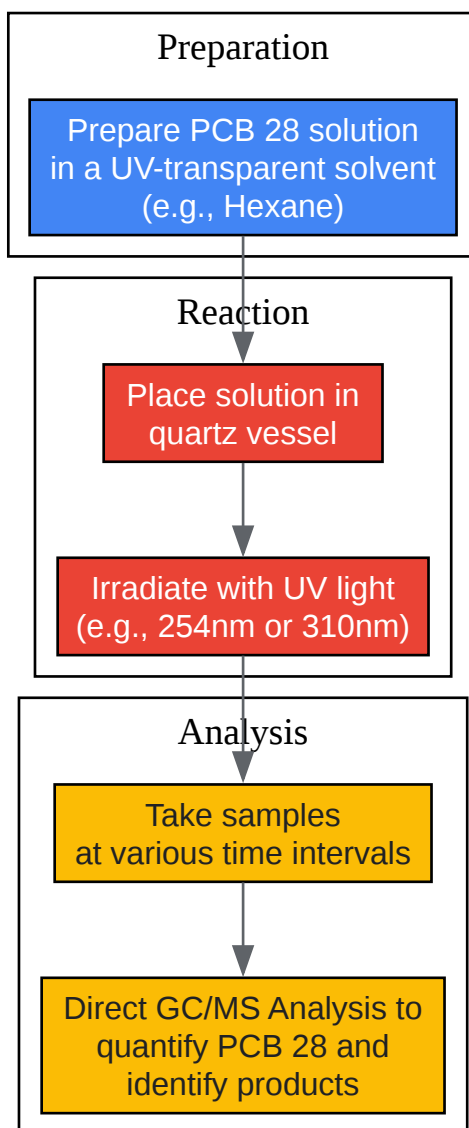 Preparation
Prepare PCB 28 solution
in a UV-transparent solvent
(e.g., Hexane)
Reaction
Place solution in
quartz vessel
Irradiate with UV light
(e.g., 254nm or 310nm)
Analysis
Take samples
at various time intervals
Direct GC/MS Analysis to
quantify PCB 28 and
identify products